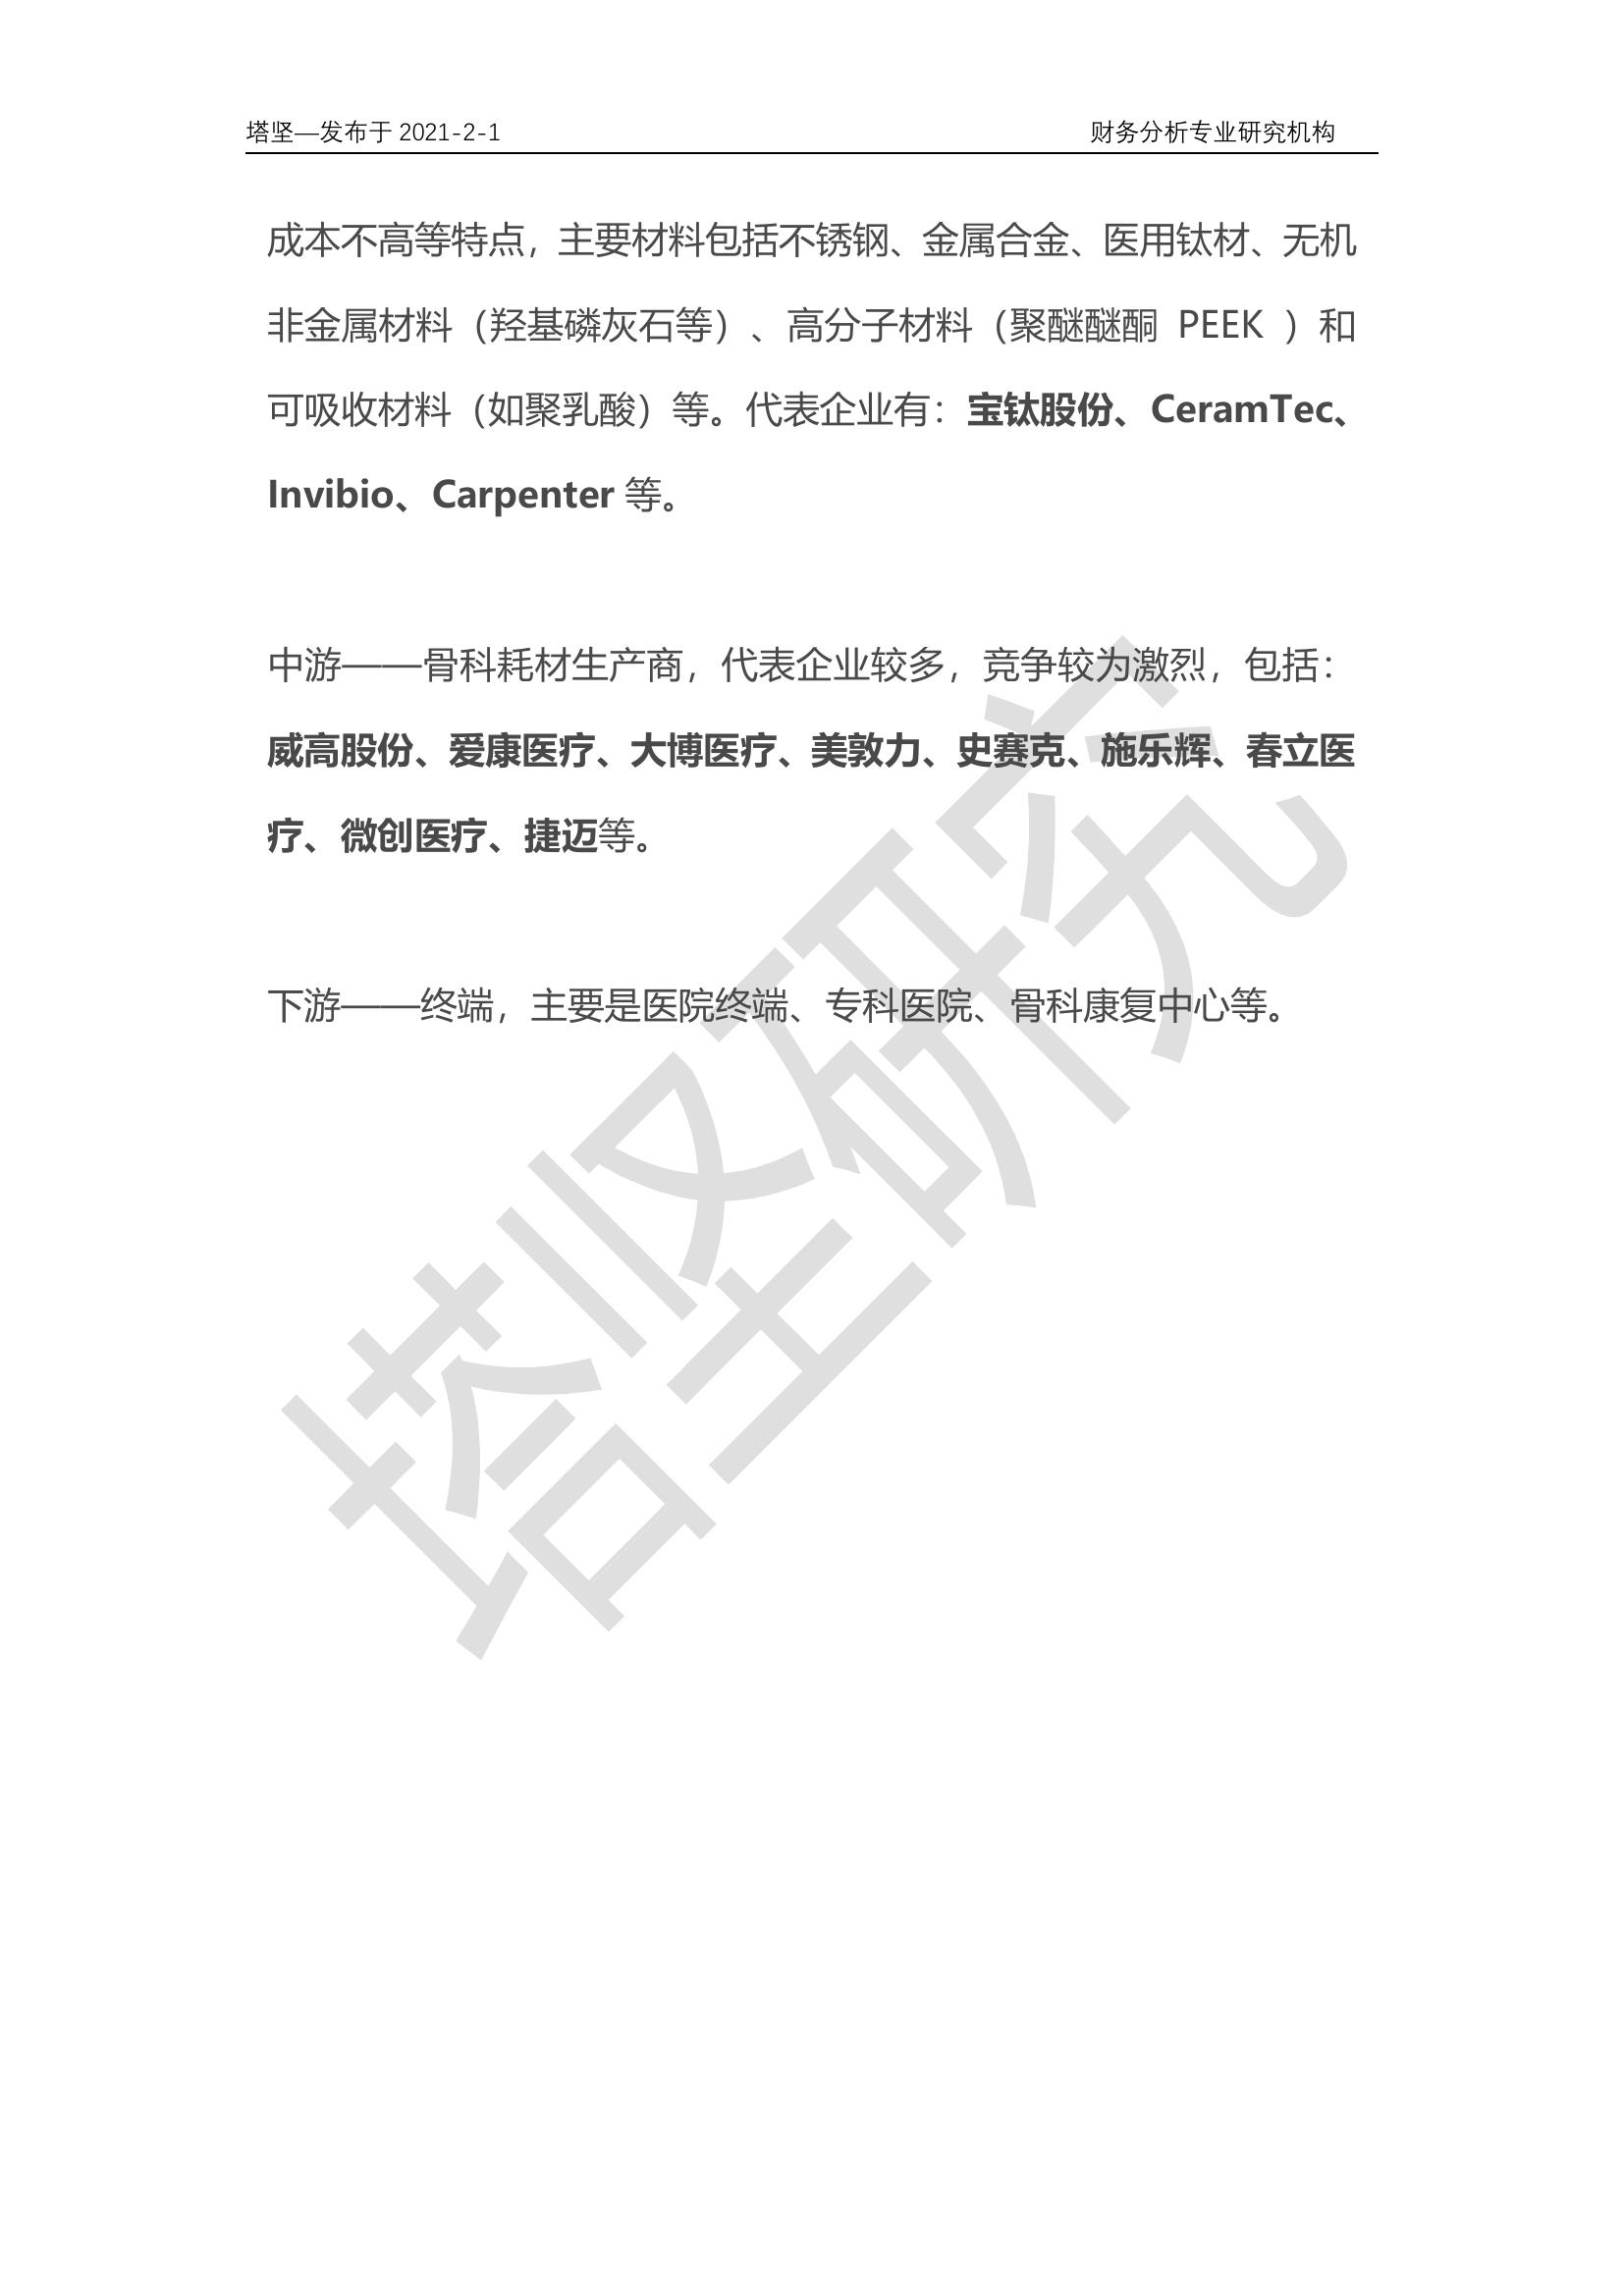 塔坚—发布于 2021-2-1 财务分析专业研究机构
成本不高等特点，主要材料包括不锈钢、金属合金、医用钛材、无机
非金属材料（羟基磷灰石等）、高分子材料（聚醚醚酮 PEEK ）和
可吸收材料（如聚乳酸）等。代表企业有：宝钛股份、CeramTec、
Invibio、Carpenter 等。
中游——骨科耗材生产商，代表企业较多，竞争较为激烈，包括：
威高股份、爱康医疗、大博医疗、美敦力、史赛克、施乐辉、春立医
疗、微创医疗、捷迈等。
下游——终端，主要是医院终端、专科医院、骨科康复中心等。
塔坚研究